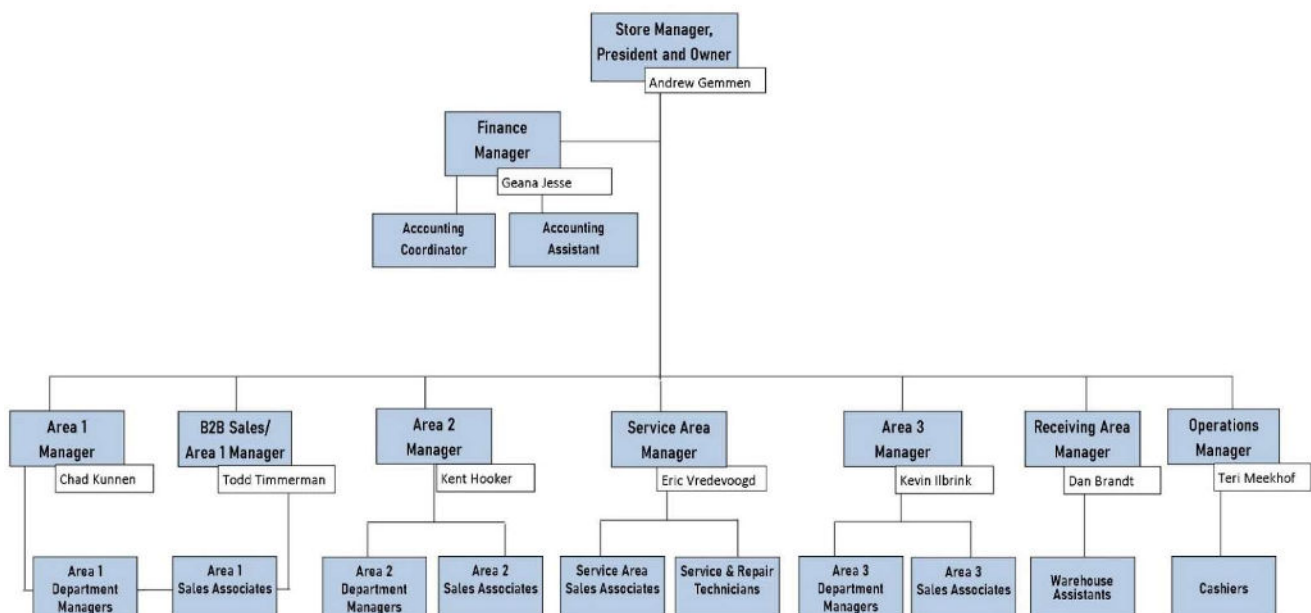 Store Manager,
President and Owner
Andrew Gemmen
Finance
Manager
Geana Jesse
Accounting
Coordinator
Accounting
Assistant
Area 1
Manager
Chad Kunnen
B2B Sales/
Area 1 Manager
Todd Timmerman
Area 2
Manager
Kent Hooker
Service Area
Manager
Eric Vredevoogd
Area 3
Manager
Kevin Ilbrink
Receiving Area
Manager
Dan Brandt
Operations
Manager
Teri Meekhof
Area 1
Department
Managers
Area 1
Sales Associates
Area 2
Department
Managers
Area 2
Sales Associates
Service Area
Sales Associates
Service & Repair
Technicians
Area 3
Department
Managers
Area 3
Sales Associates
Warehouse
Assistants
Cashiers